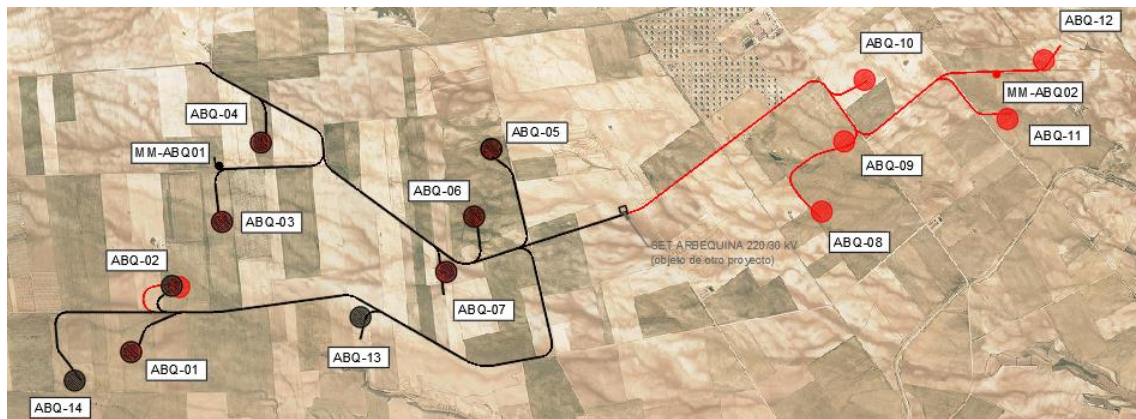 ABQ-12
ABQ-10
MM-ABQ02
ABQ-04
ABQ-05
ABQ-11
MM-ABQ01
ABQ-09
ABQ-06
ABQ-03
ABQ-08
SET ARBEQUINA 220/30 kV
(objeto de otro proyecto)
ABQ-02
ABQ-07
ABQ-13
ABQ-01
ABQ-14